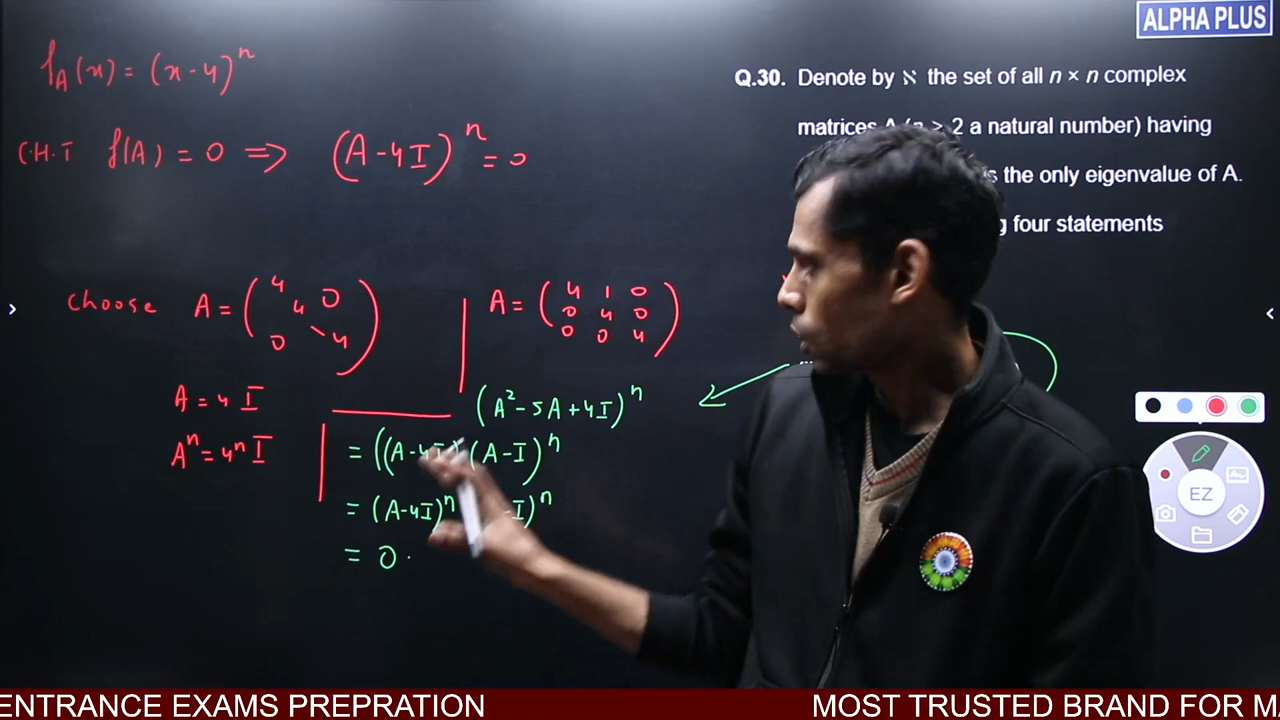 ALPHA PLUS
f_A(x) = (x-4)^n
C.H.T f(A) = 0 ⇒ (A-4I)^n = 0
Choose A = (4 4 0 0 4)
A = 4I
A^n = 4^n I
A = (4 1 0
0 4 0
0 0 4)
(A² - 5A + 4I)^n
= ((A-4I) (A-I)^n
= (A-4I)^n I)^n
= 0.
Q.30. Denote by ℵ the set of all n × n complex
matrices A (n > 2 a natural number) having
the only eigenvalue of A.
four statements
EZ
ENTRANCE EXAMS PREPRATION
MOST TRUSTED BRAND FOR